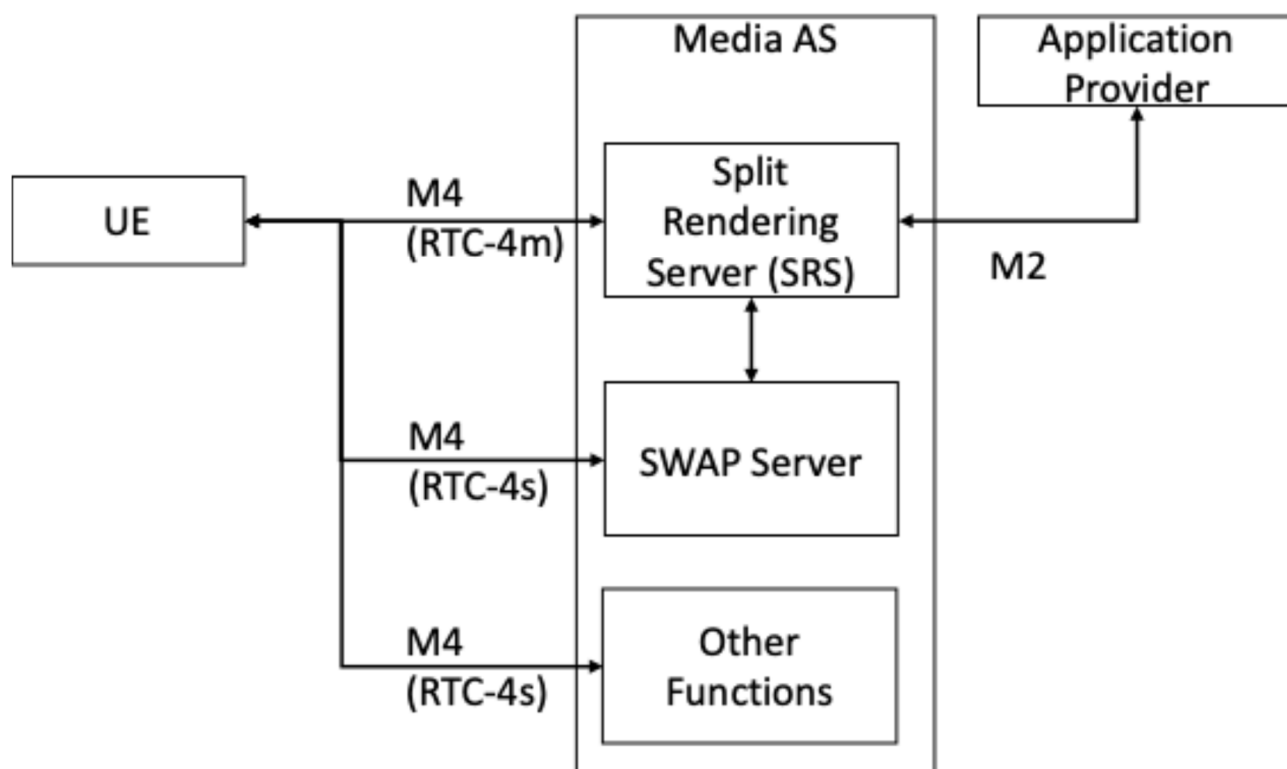 Media AS
Application
Provider
UE
M4
(RTC-4m)
Split
Rendering
Server (SRS)
M2
M4
(RTC-4s)
SWAP Server
M4
(RTC-4s)
Other
Functions